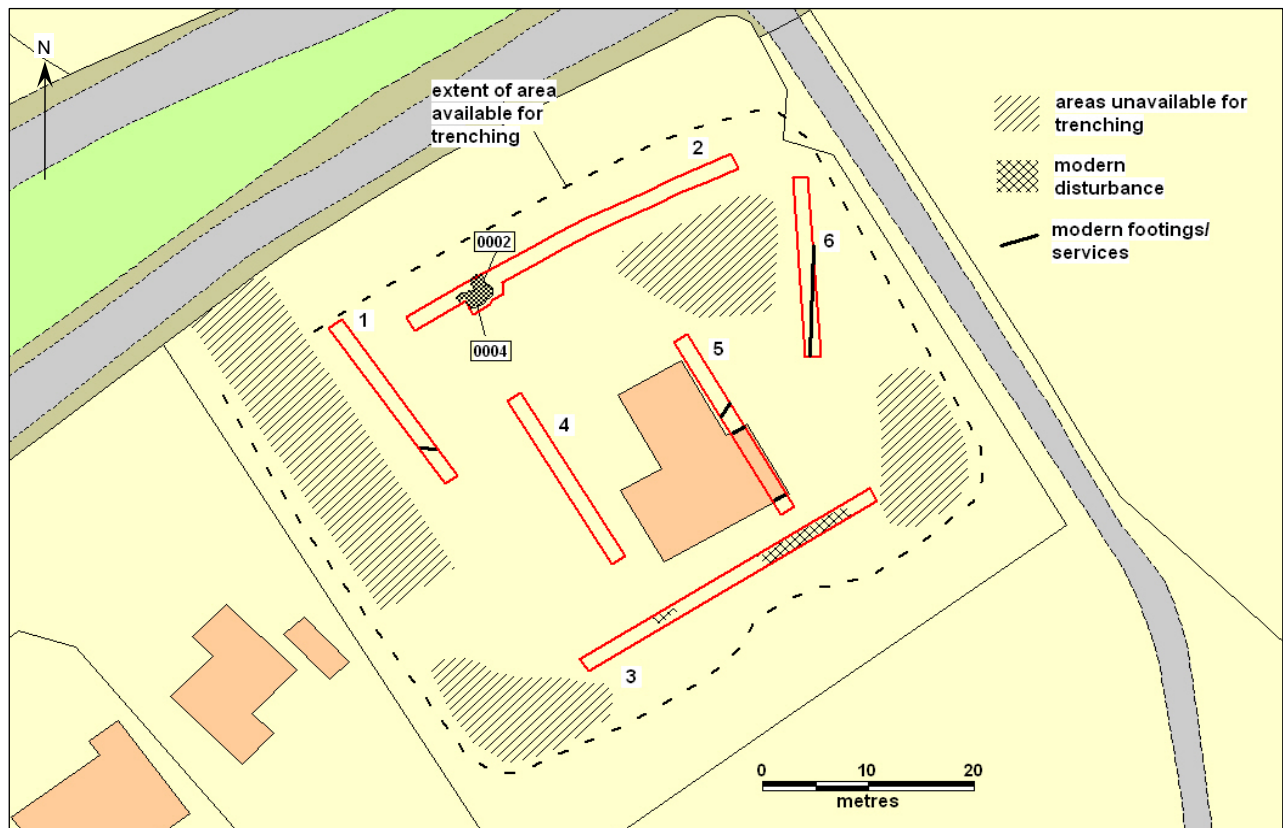 N
extent of area
available for
trenching
areas unavailable for
trenching
modern
disturbance
modern footings/
services
2
0002
6
1
0004
5
4
3
0 10 20
metres